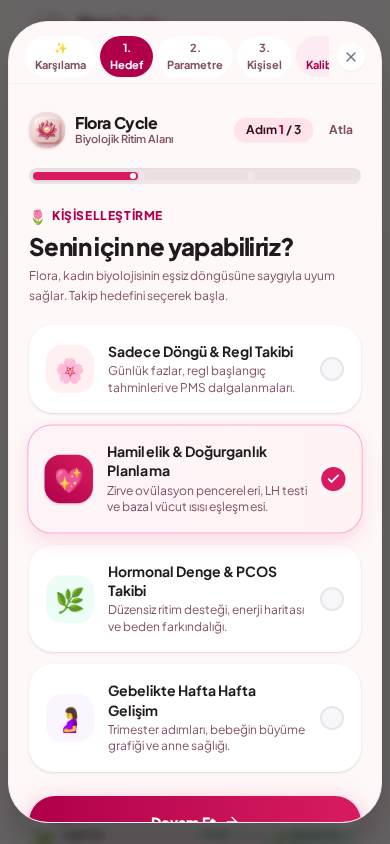 Karşılama
1.
Hedef
2.
Parametre
3.
Kişisel
Kalib
Flora Cycle
Biyolojik Ritim Alanı
Adım 1 / 3
Atla
KİŞİSELLEŞTİRME
Senin için ne yapabiliriz?
Flora, kadın biyolojisinin eşsiz döngüsüne saygıyla uyum
sağlar. Takip hedefini seçerek başla.
Sadece Döngü & Regl Takibi
Günlük fazlar, regl başlangıç
tahminleri ve PMS dalgalanmaları.
Hamilelik & Doğurganlık
Planlama
Zirve ovülasyon pencereleri, LH testi
ve bazal vücut ısısı eşleşmesi.
Hormonal Denge & PCOS
Takibi
Düzensiz ritim desteği, enerji haritası
ve beden farkındalığı.
Gebelikte Hafta Hafta
Gelişim
Trimester adımları, bebeğin büyüme
grafiği ve anne sağlığı.
Devam Et →